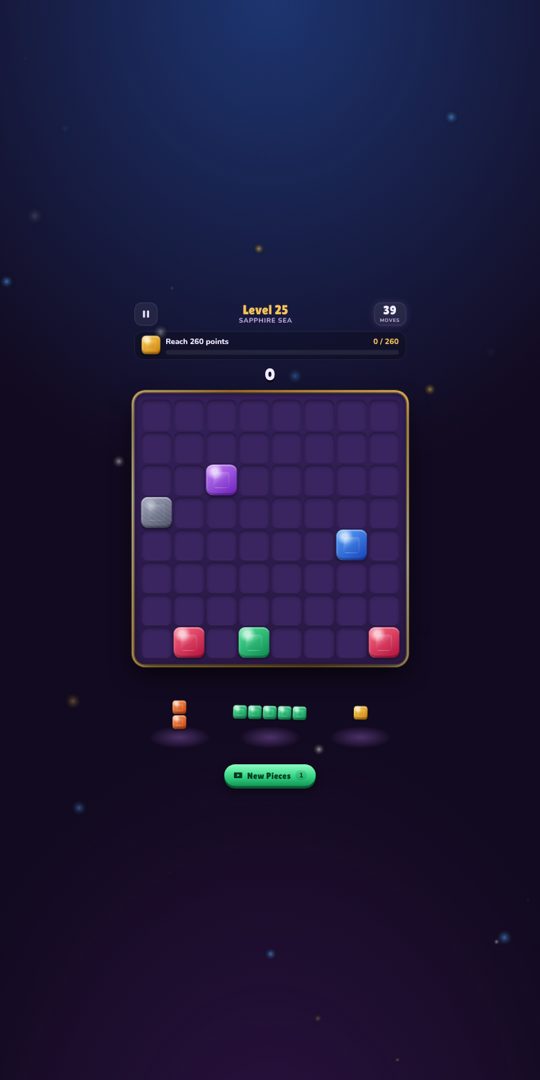 Level 25
SAPPHIRE SEA
39
MOVES
Reach 260 points
0 / 260
0
New Pieces 1